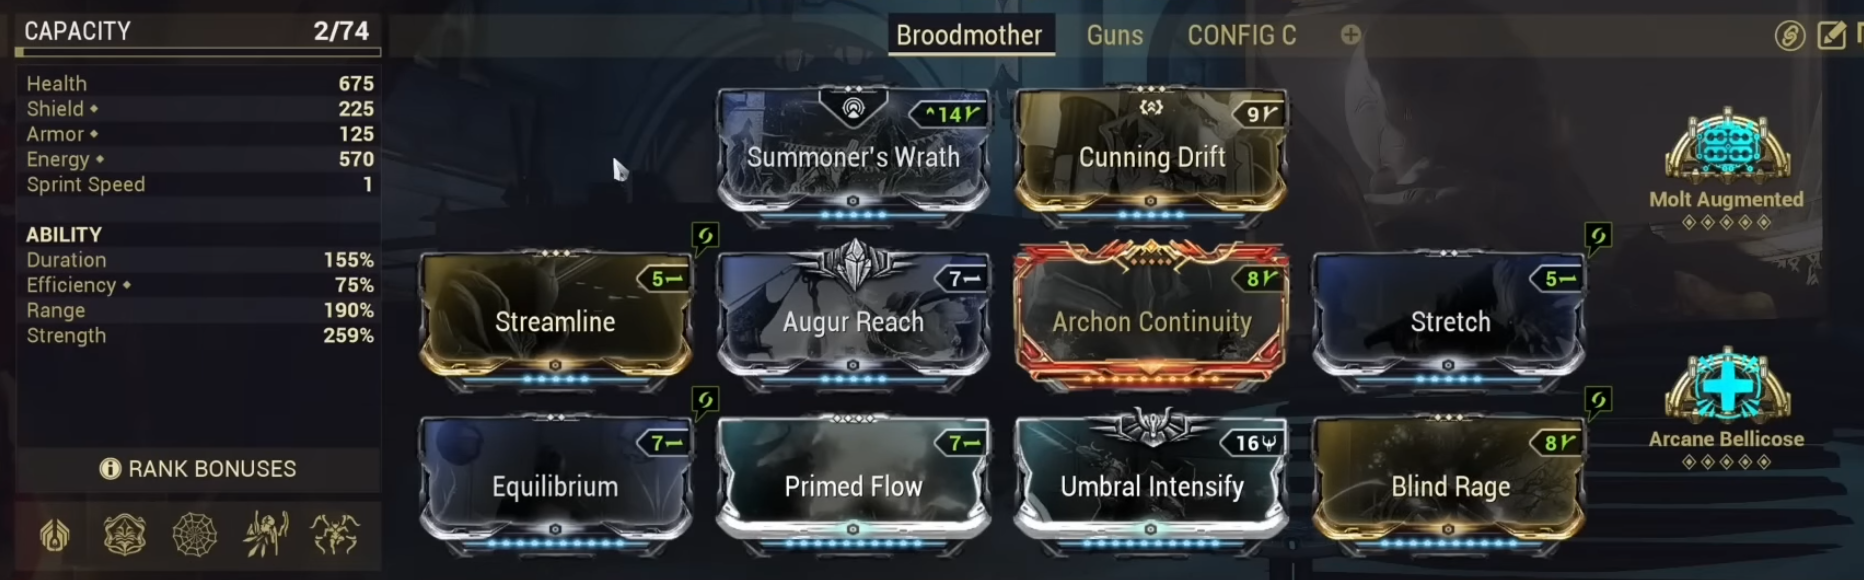 CAPACITY 2/74
Broodmother Guns CONFIG C
Health 675
Shield 225
Armor 125
Energy 570
Sprint Speed 1
ABILITY
Duration 155%
Efficiency 75%
Range 190%
Strength 259%
RANK BONUSES
14
Summoner's Wrath
9
Cunning Drift
Molt Augmented
5
Streamline
7
Augur Reach
8
Archon Continuity
5
Stretch
7
Equilibrium
7
Primed Flow
16
Umbral Intensify
8
Blind Rage
Arcane Bellicose